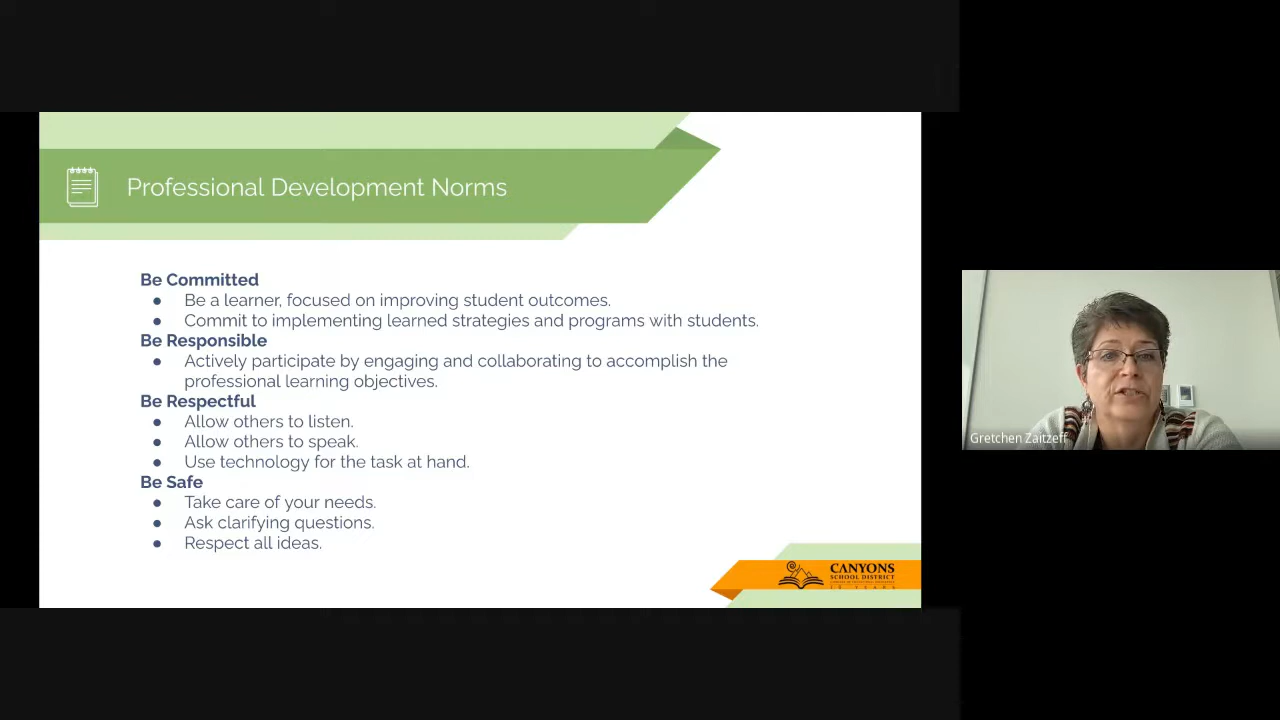 Professional Development Norms
Be Committed
● Be a learner, focused on improving student outcomes.
● Commit to implementing learned strategies and programs with students.
Be Responsible
● Actively participate by engaging and collaborating to accomplish the
professional learning objectives.
Be Respectful
● Allow others to listen.
● Allow others to speak.
● Use technology for the task at hand.
Be Safe
● Take care of your needs.
● Ask clarifying questions.
● Respect all ideas.
CANYONS
SCHOOL DISTRICT
Gretchen Zaitzeff